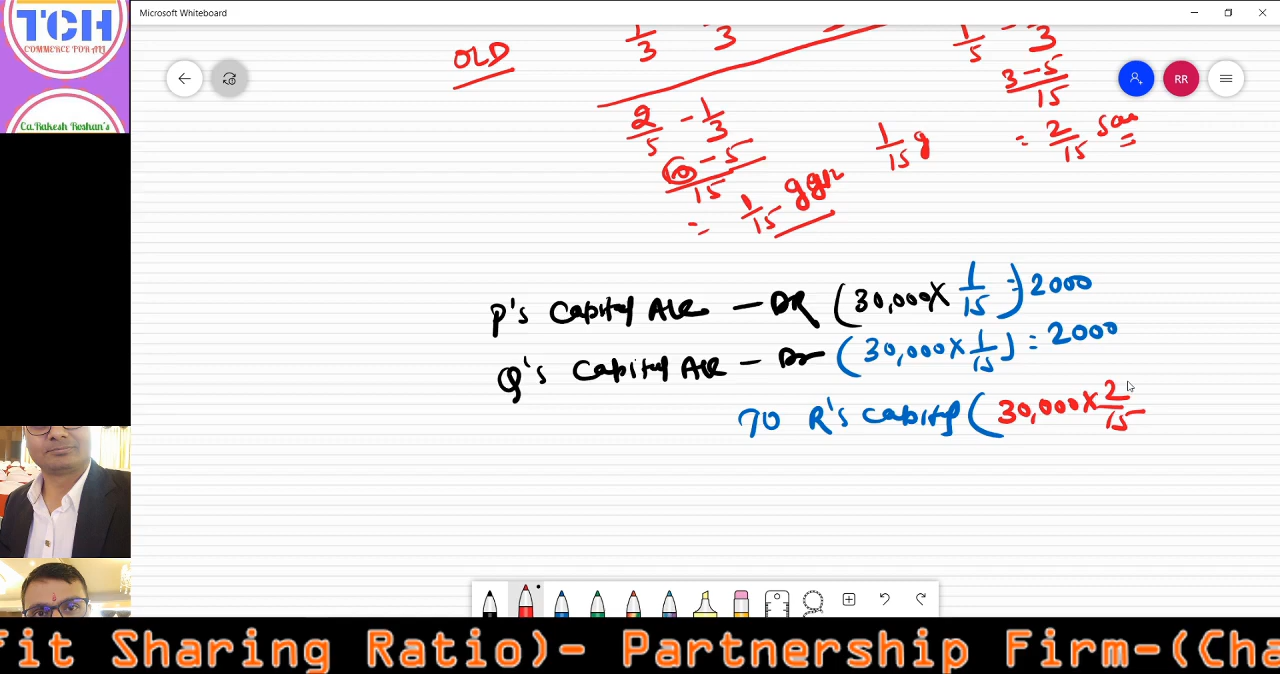 TCH
COMMERCE FOR ALL
Ca.Rakesh Roshan's
Microsoft Whiteboard
RR
OLD
1/3 - 1/3
1/5 - 1/3
3 - 5
15
= 2/15 sac
2/5 - 1/3
6 - 5
15
= 1/15 gain
1/15 g
P's Capital A/c — DR (30,000 X 1/15) = 2000
Q's Capital A/c — Dr (30,000 X 1/15) = 2000
TO R's capital (30,000 X 2/15
fit Sharing Ratio)- Partnership Firm-(Cha